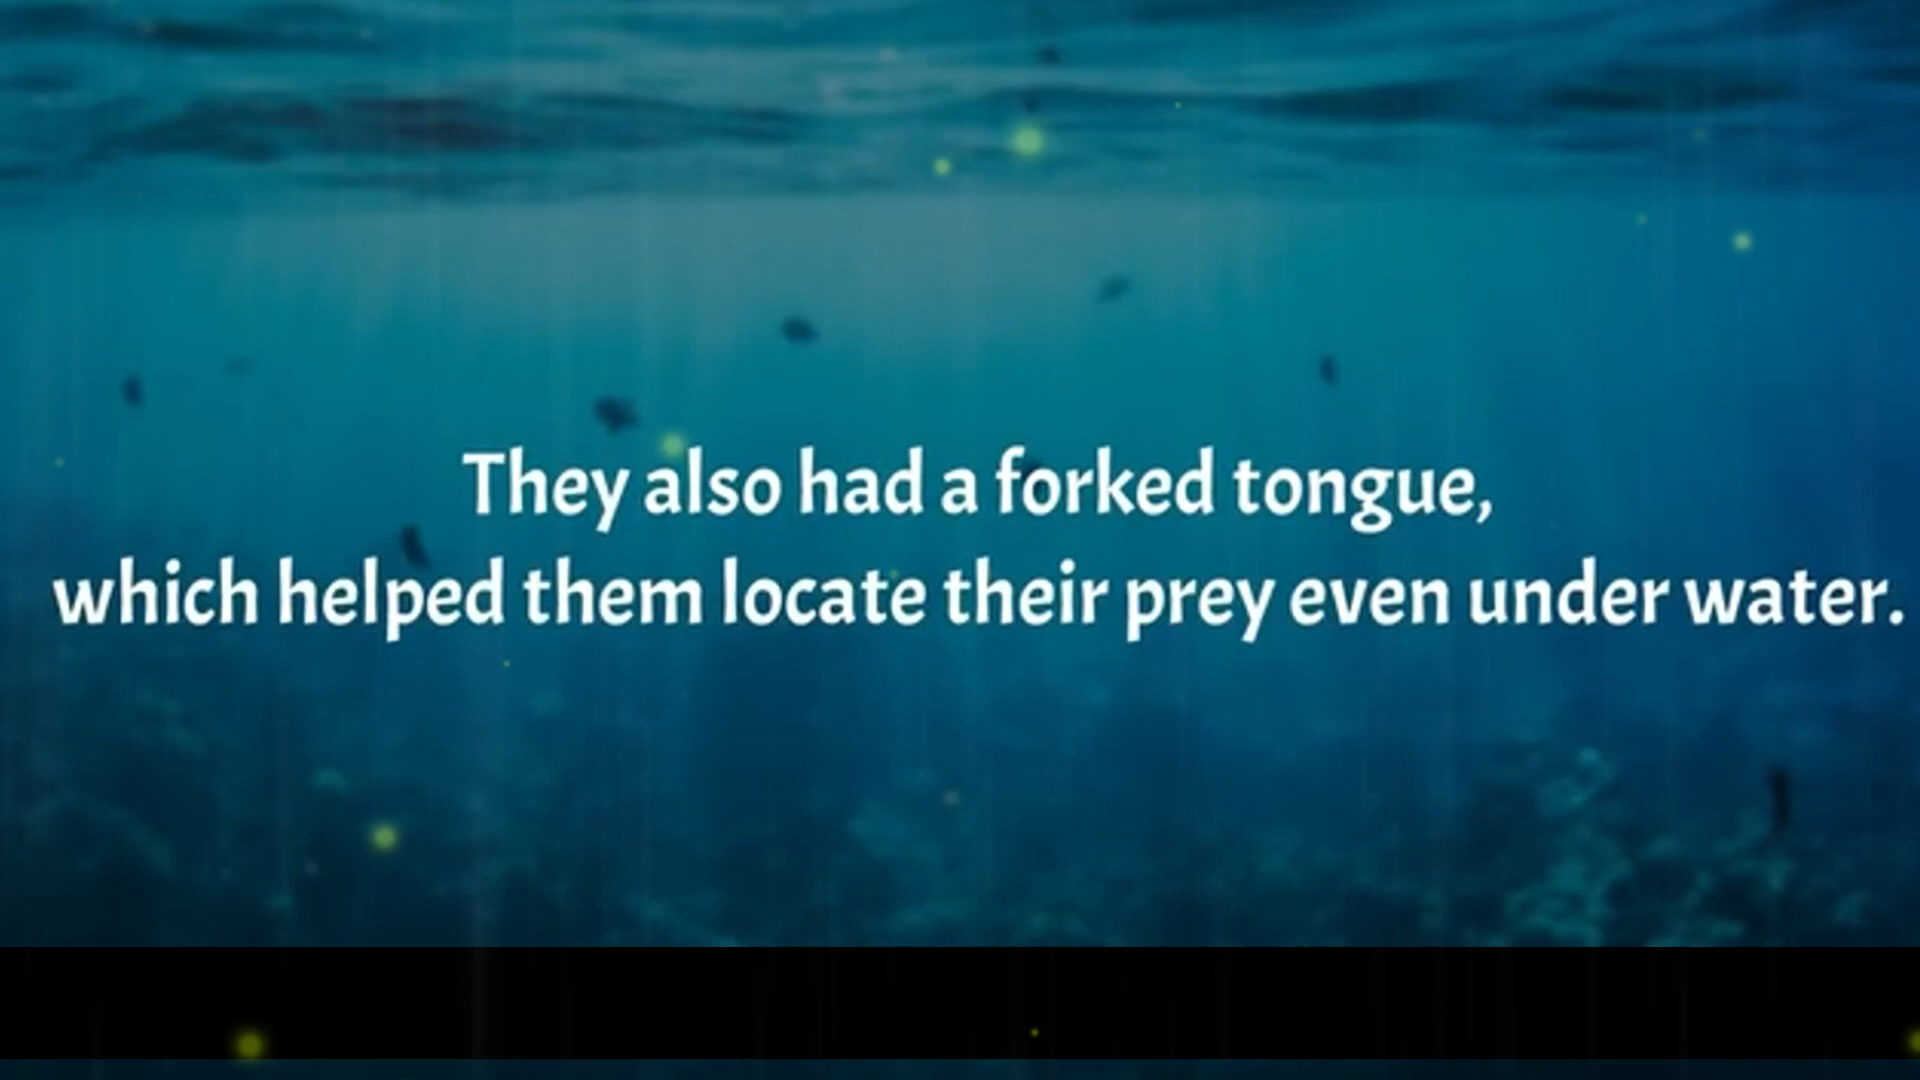 They also had a forked tongue,
which helped them locate their prey even under water.